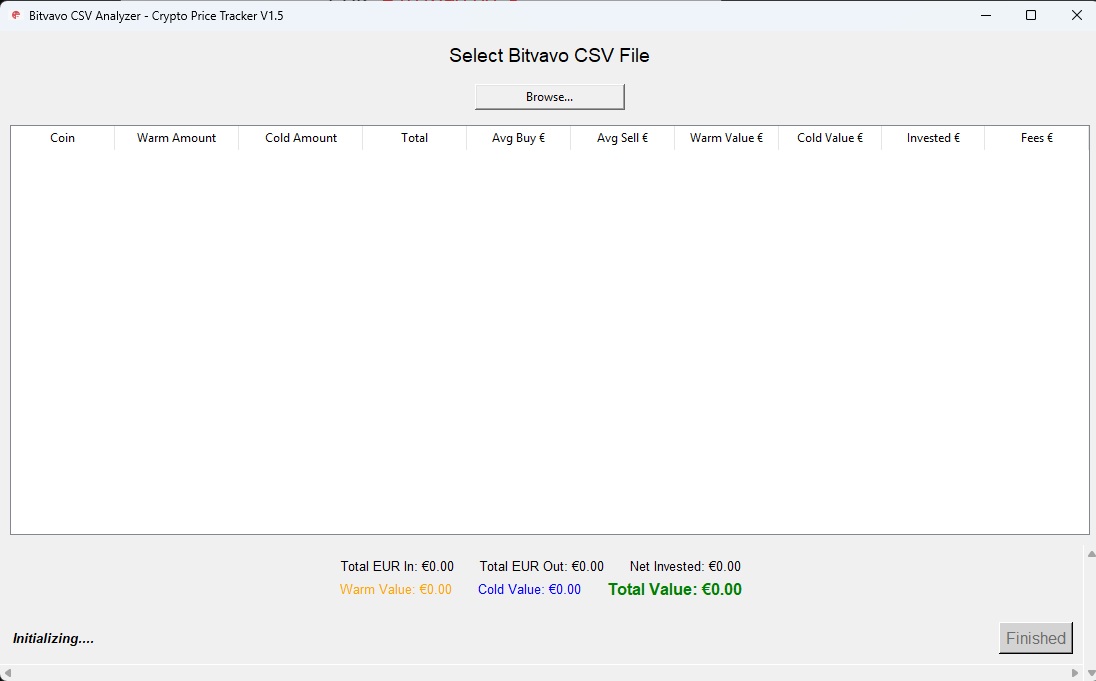 Bitvavo CSV Analyzer - Crypto Price Tracker V1.5
Select Bitvavo CSV File
Browse...
Coin Warm Amount Cold Amount Total Avg Buy € Avg Sell € Warm Value € Cold Value € Invested € Fees €
Total EUR In: €0.00 Total EUR Out: €0.00 Net Invested: €0.00
Warm Value: €0.00 Cold Value: €0.00 Total Value: €0.00
Initializing.... Finished